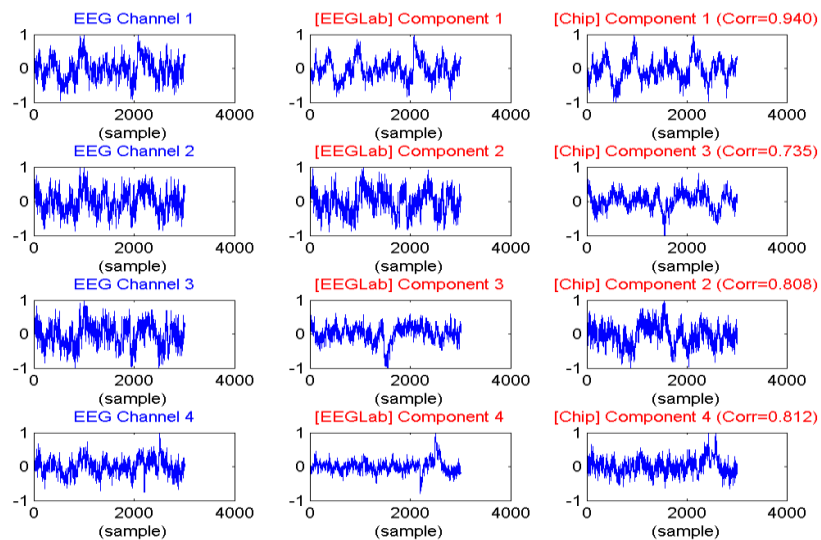 EEG Channel 1 [EEGLab] Component 1 [Chip] Component 1 (Corr=0.940)
1 1 1
0 0 0
-1 -1 -1
0 2000 4000 0 2000 4000 0 2000 4000
(sample) (sample) (sample)
EEG Channel 2 [EEGLab] Component 2 [Chip] Component 3 (Corr=0.735)
1 1 1
0 0 0
-1 -1 -1
0 2000 4000 0 2000 4000 0 2000 4000
(sample) (sample) (sample)
EEG Channel 3 [EEGLab] Component 3 [Chip] Component 2 (Corr=0.808)
1 1 1
0 0 0
-1 -1 -1
0 2000 4000 0 2000 4000 0 2000 4000
(sample) (sample) (sample)
EEG Channel 4 [EEGLab] Component 4 [Chip] Component 4 (Corr=0.812)
1 1 1
0 0 0
-1 -1 -1
0 2000 4000 0 2000 4000 0 2000 4000
(sample) (sample) (sample)